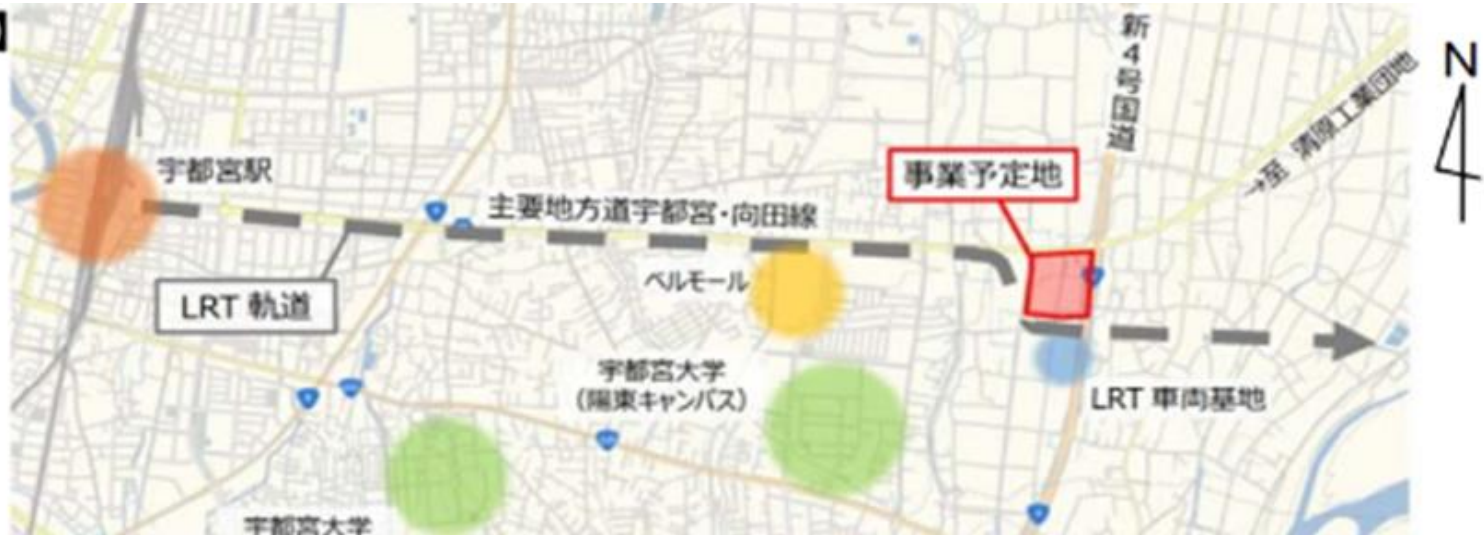 新4号国道
N
→至 清原工業団地
宇都宮駅
事業予定地
主要地方道宇都宮・向田線
ベルモール
LRT 軌道
宇都宮大学
(陽東キャンパス)
LRT 車両基地
宇都宮大学